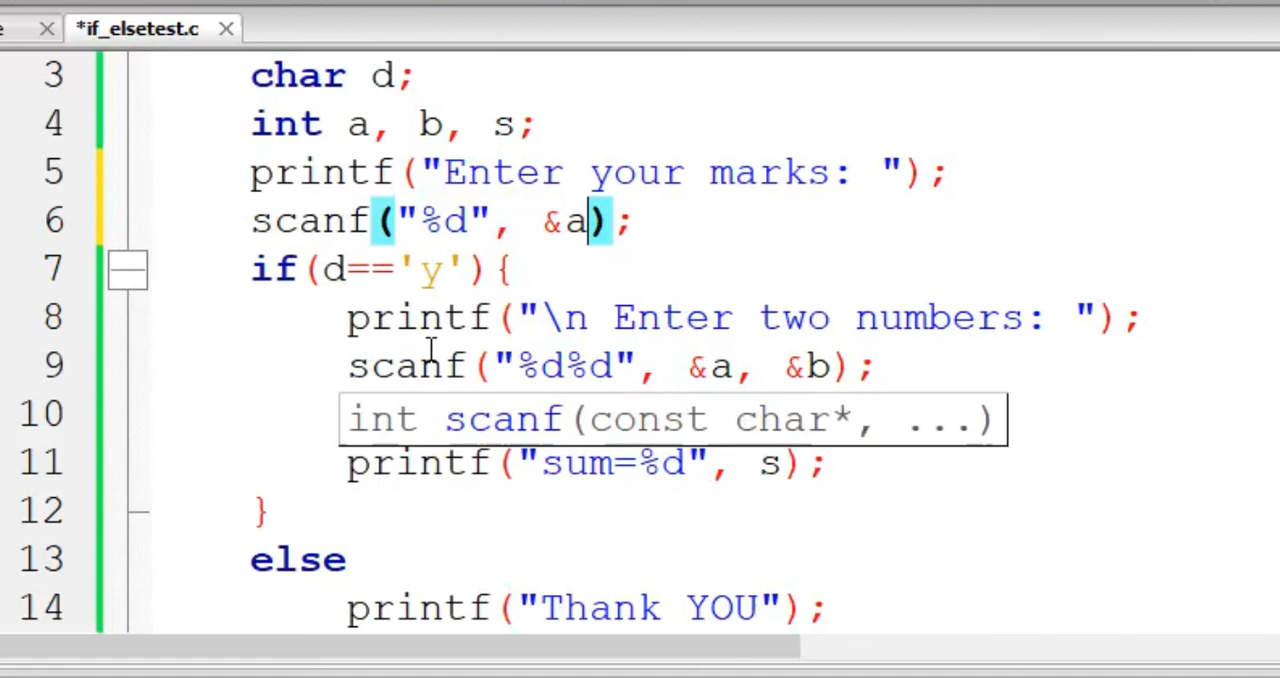 e
*if_elsetest.c
3 char d;
4 int a, b, s;
5 printf("Enter your marks: ");
6 scanf("%d", &a);
7 if(d=='y'){
8 printf("\n Enter two numbers: ");
9 scanf("%d%d", &a, &b);
10 int scanf(const char*, ...)
11 printf("sum=%d", s);
12 }
13 else
14 printf("Thank YOU");